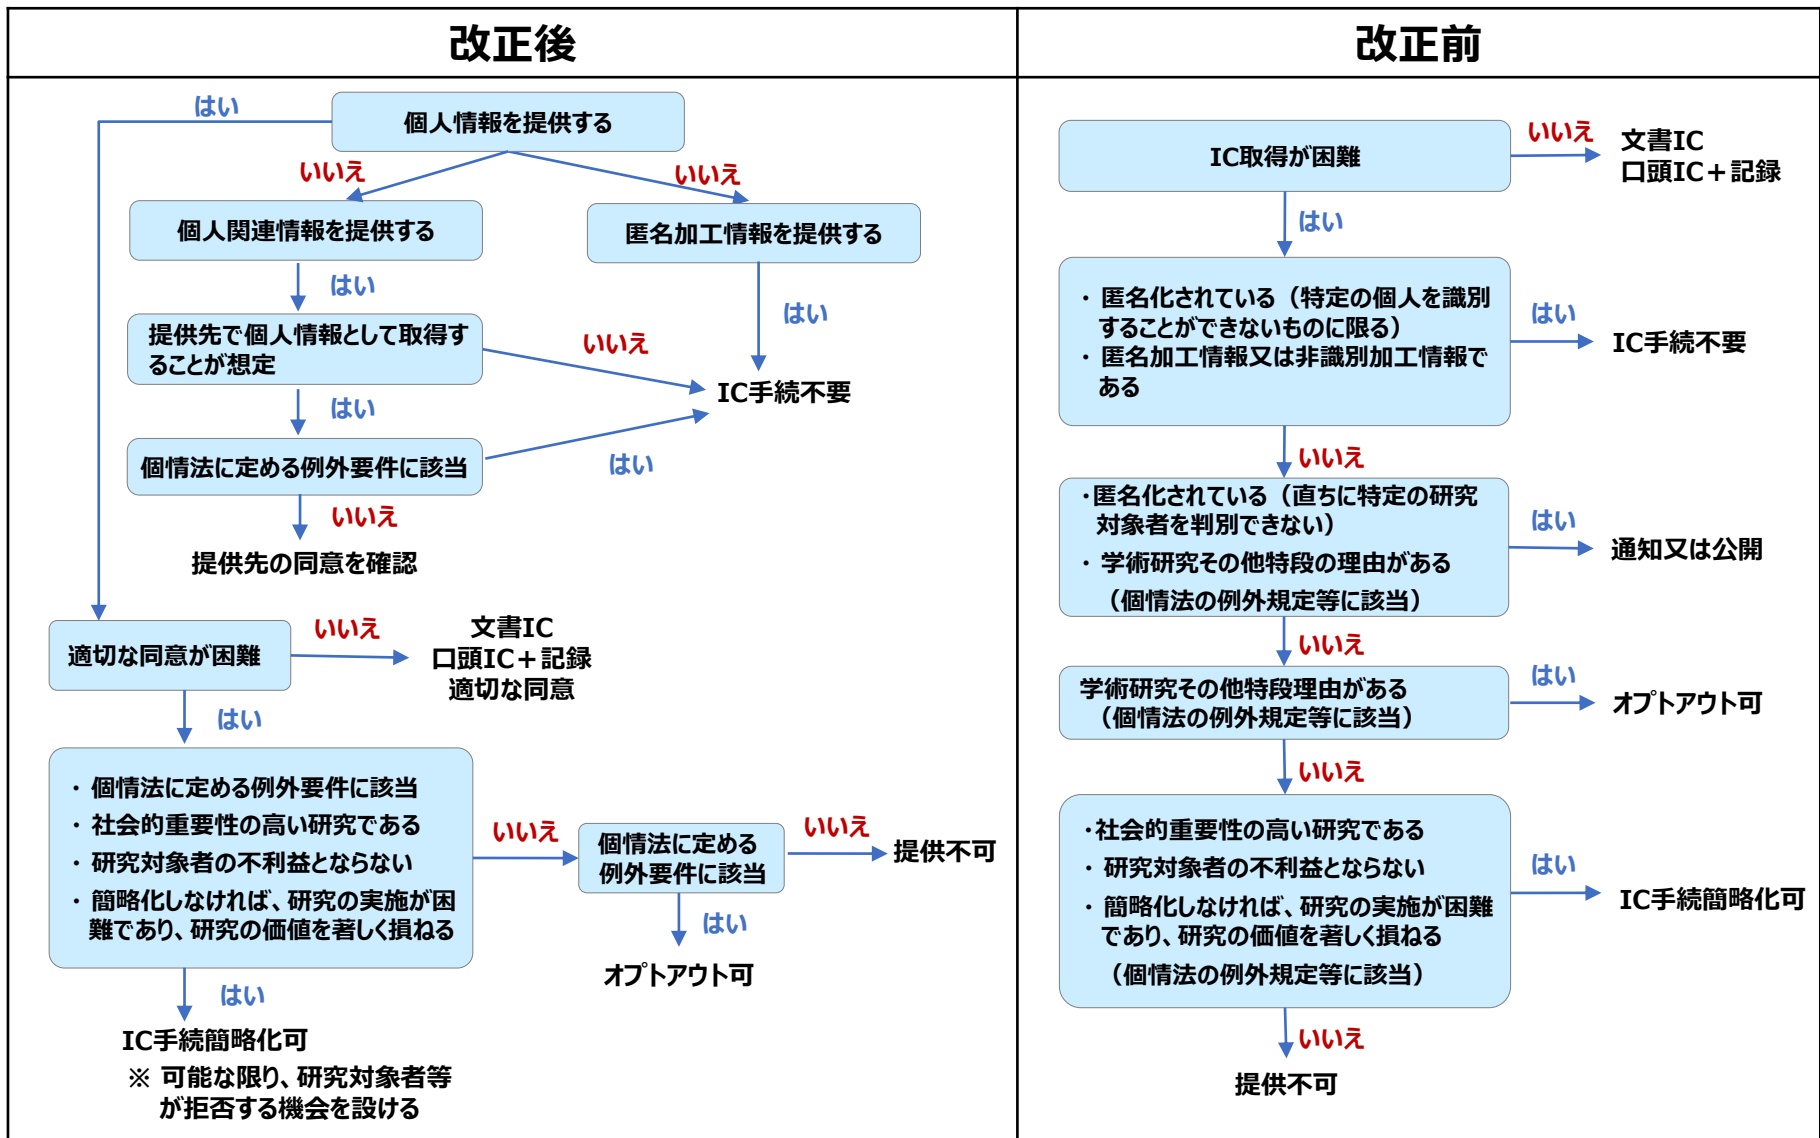 改正後
はい
個人情報を提供する
いいえ
いいえ
個人関連情報を提供する
匿名加工情報を提供する
はい
はい
提供先で個人情報として取得す
ることが想定
いいえ
IC手続不要
はい
個情法に定める例外要件に該当
はい
いいえ
提供先の同意を確認
適切な同意が困難
いいえ
文書IC
口頭IC+記録
適切な同意
はい
・ 個情法に定める例外要件に該当
・ 社会的重要性の高い研究である
・ 研究対象者の不利益とならない
・ 簡略化しなければ、研究の実施が困
難であり、研究の価値を著しく損ねる
いいえ
個情法に定める
例外要件に該当
いいえ
提供不可
はい
オプトアウト可
はい
IC手続簡略化可
※ 可能な限り、研究対象者等
が拒否する機会を設ける
改正前
IC取得が困難
いいえ
文書IC
口頭IC+記録
はい
・ 匿名化されている（特定の個人を識別
することができないものに限る）
・ 匿名加工情報又は非識別加工情報で
ある
はい
IC手続不要
いいえ
・匿名化されている（直ちに特定の研究
対象者を判別できない）
・ 学術研究その他特段の理由がある
（個情法の例外規定等に該当）
はい
通知又は公開
いいえ
学術研究その他特段理由がある
（個情法の例外規定等に該当）
はい
オプトアウト可
いいえ
・社会的重要性の高い研究である
・ 研究対象者の不利益とならない
・ 簡略化しなければ、研究の実施が困難
であり、研究の価値を著しく損ねる
（個情法の例外規定等に該当）
はい
IC手続簡略化可
いいえ
提供不可